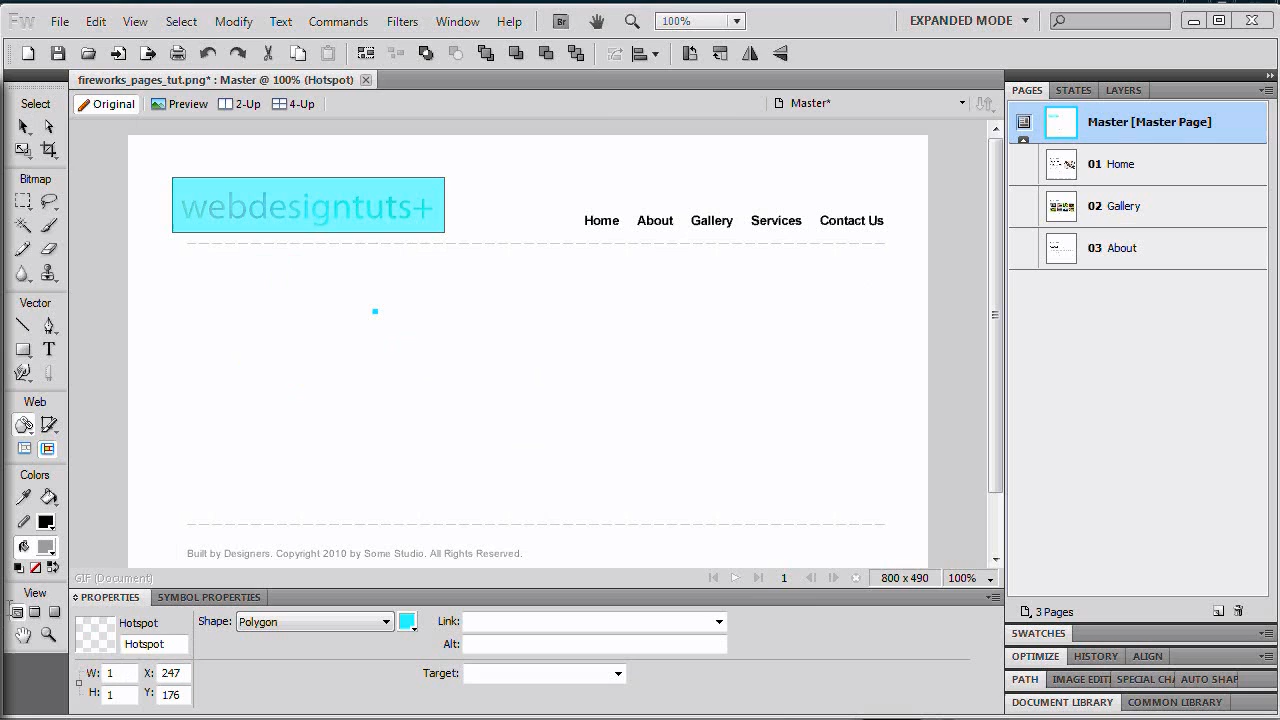 Fw File Edit View Select Modify Text Commands Filters Window Help Br 100% EXPANDED MODE
fireworks_pages_tut.png* : Master @ 100% (Hotspot)
PAGES STATES LAYERS
Select
Original Preview 2-Up 4-Up Master*
Master [Master Page]
01 Home
Bitmap
webdesigntuts+
02 Gallery
Home About Gallery Services Contact Us
03 About
Vector
Web
Colors
Built by Designers. Copyright 2010 by Some Studio. All Rights Reserved.
GIF (Document) 1 800 x 490 100%
View
PROPERTIES SYMBOL PROPERTIES
3 Pages
Hotspot Shape: Polygon Link:
SWATCHES
Hotspot Alt:
OPTIMIZE HISTORY ALIGN
W: 1 X: 247 Target:
PATH IMAGE EDITI SPECIAL CHA AUTO SHAP
H: 1 Y: 176
DOCUMENT LIBRARY COMMON LIBRARY